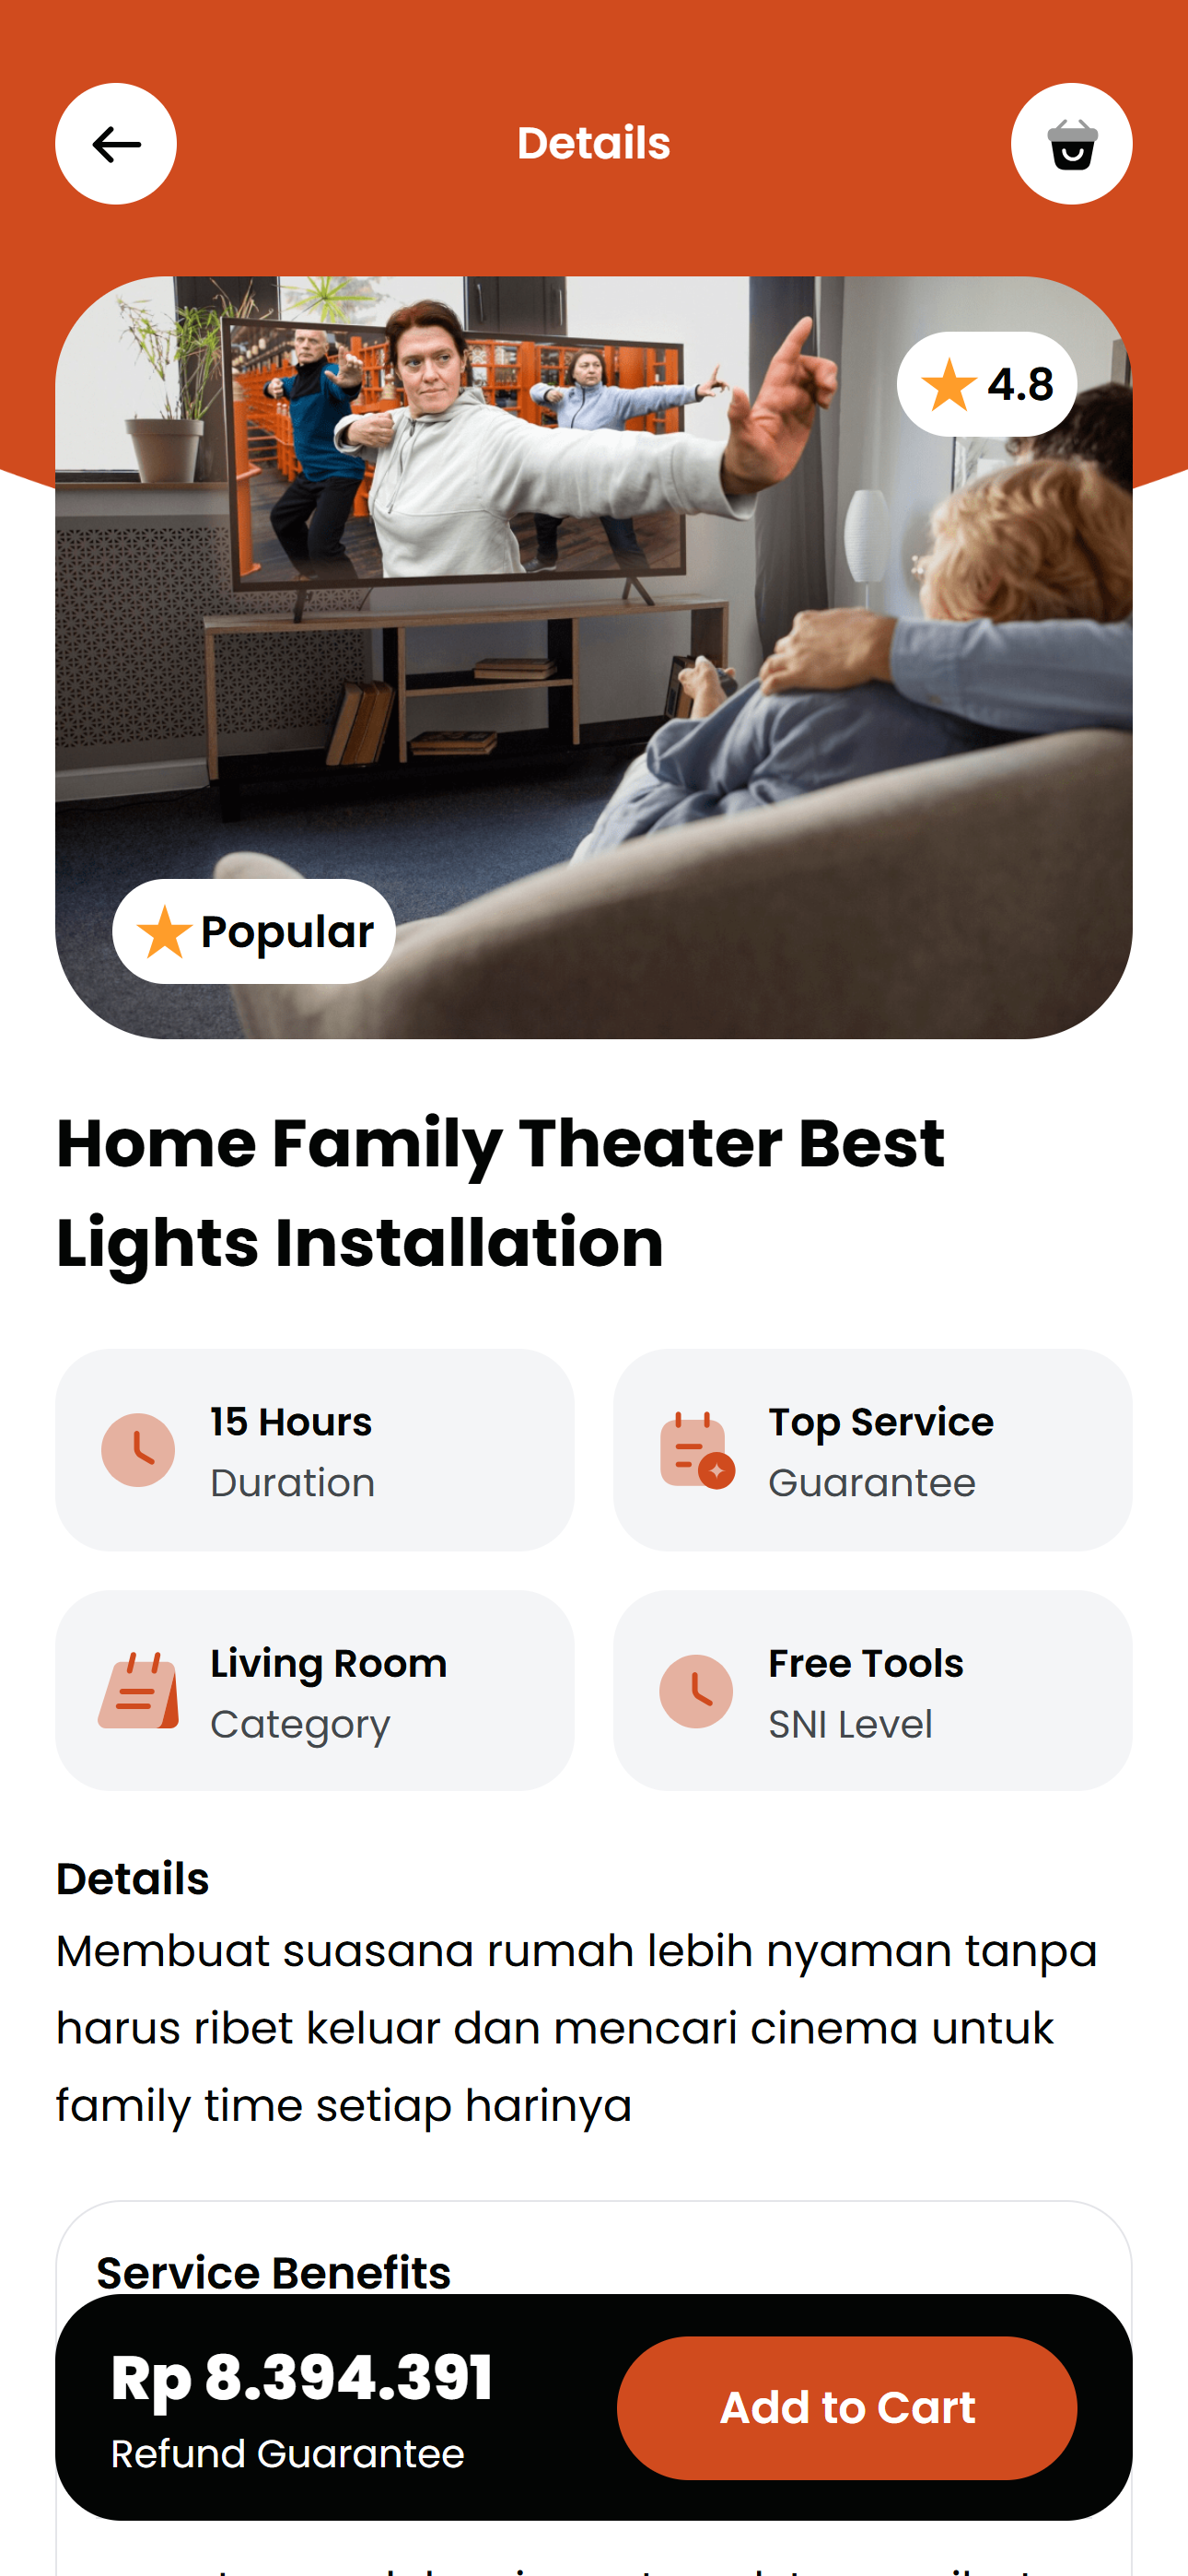 Details
4.8
Popular
Home Family Theater Best
Lights Installation
15 Hours
Duration
Top Service
Guarantee
Living Room
Category
Free Tools
SNI Level
Details
Membuat suasana rumah lebih nyaman tanpa
harus ribet keluar dan mencari cinema untuk
family time setiap harinya
Service Benefits
Rp 8.394.391
Refund Guarantee
Add to Cart